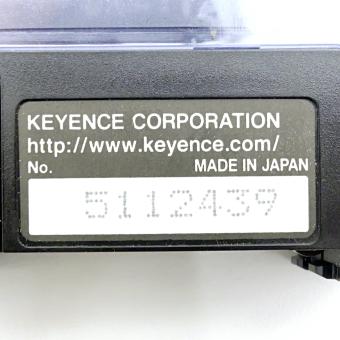 KEYENCE CORPORATION
http://www.keyence.com/
No. MADE IN JAPAN
5112439